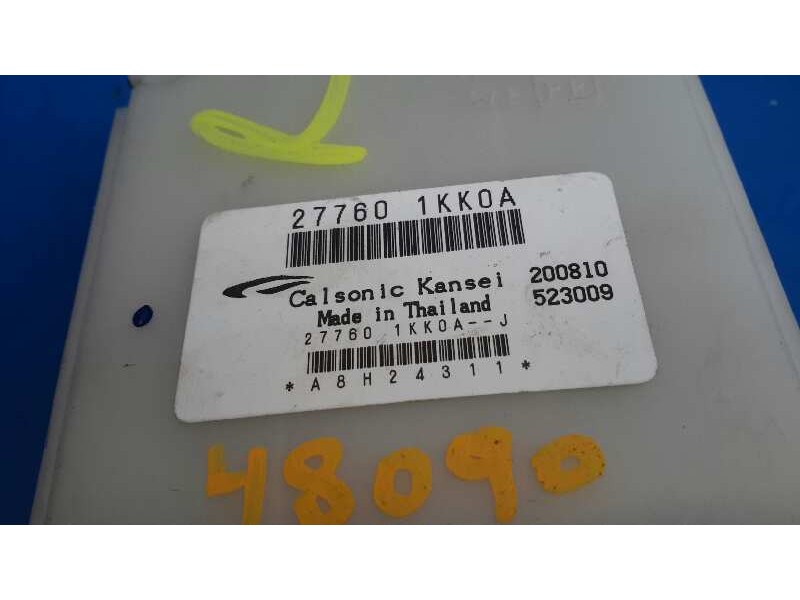 27760 1KK0A
Calsonic Kansei 200810
Made in Thailand 523009
27760 1KK0A--J
*A8H24311*
48090